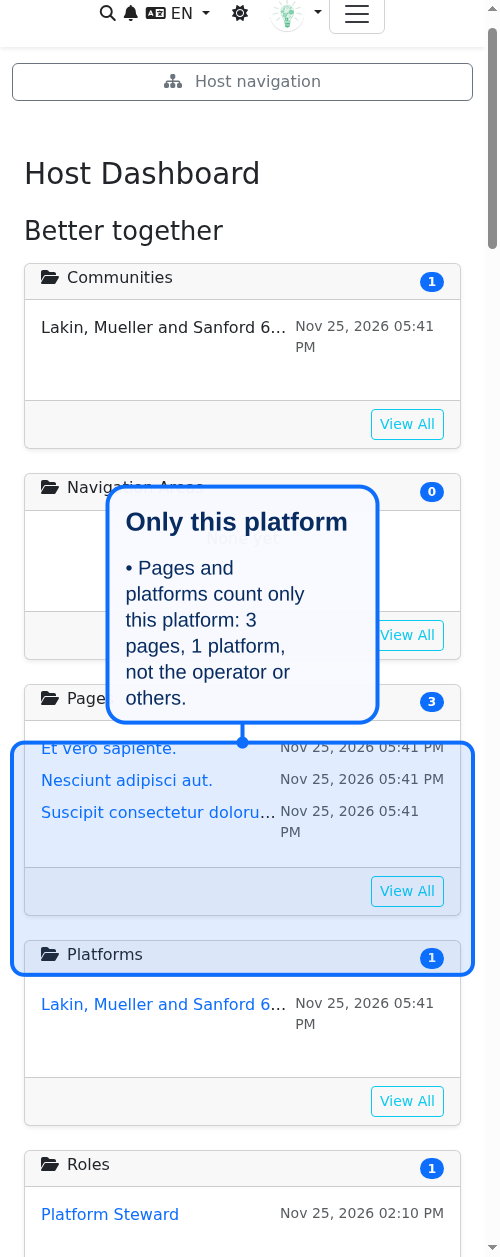 EN
Host navigation
Host Dashboard
Better together
Communities 1
Lakin, Mueller and Sanford 6... Nov 25, 2026 05:41
PM
View All
Navigation Areas 0
None yet
View All
Only this platform
• Pages and
platforms count only
this platform: 3
pages, 1 platform,
not the operator or
others.
Page 3
Et vero sapiente. Nov 25, 2026 05:41 PM
Nesciunt adipisci aut. Nov 25, 2026 05:41 PM
Suscipit consectetur doloru... Nov 25, 2026 05:41
PM
View All
Platforms 1
Lakin, Mueller and Sanford 6... Nov 25, 2026 05:41
PM
View All
Roles 1
Platform Steward Nov 25, 2026 02:10 PM